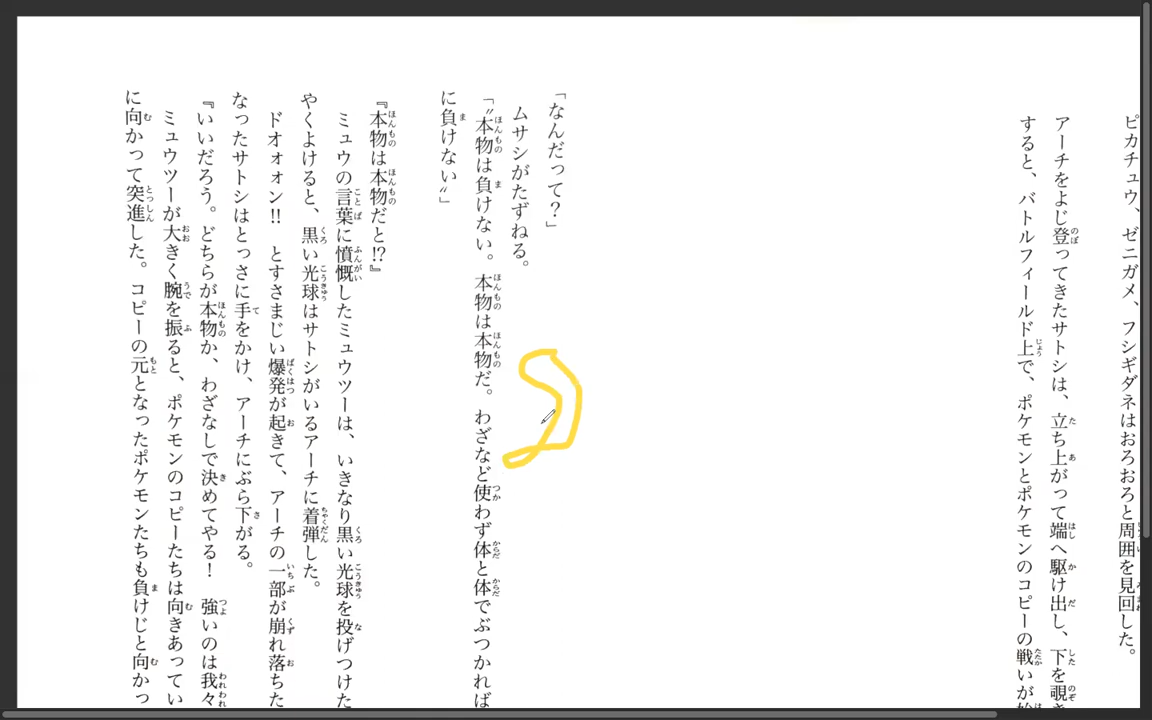 ピカチュウ、ゼニガメ、フシギダネはおろおろと周囲を見回した。
アーチをよじ登ってきたサトシは、立ち上がって端へ駆け出し、下を覗き
すると、バトルフィールド上で、ポケモンとポケモンのコピーの戦いが始
「なんだって？」
ムサシがたずねる。
「〝本物は負けない。本物は本物だ。わざなど使わず体と体でぶつかれば
に負けない〟」
『本物は本物だと!?』
ミュウの言葉に憤慨したミュウツーは、いきなり黒い光球を投げつけた
やくよけると、黒い光球はサトシがいるアーチに着弾した。
ドオォォン!!　とすさまじい爆発が起きて、アーチの一部が崩れ落ちた
なったサトシはとっさに手をかけ、アーチにぶら下がる。
『いいだろう。どちらが本物か、わざなしで決めてやる！　強いのは我々
ミュウツーが大きく腕を振ると、ポケモンのコピーたちは向きあってい
に向かって突進した。コピーの元となったポケモンたちも負けじと向かっ